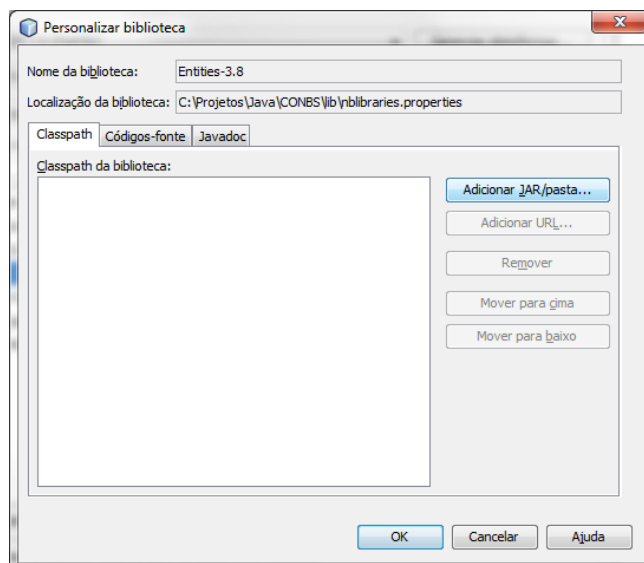 Personalizar biblioteca
Nome da biblioteca: Entities-3.8
Localização da biblioteca: C:\Projetos\Java\CONBS\lib\nblibraries.properties
Classpath Códigos-fonte Javadoc
Classpath da biblioteca:
Adicionar JAR/pasta...
Adicionar URL...
Remover
Mover para cima
Mover para baixo
OK Cancelar Ajuda